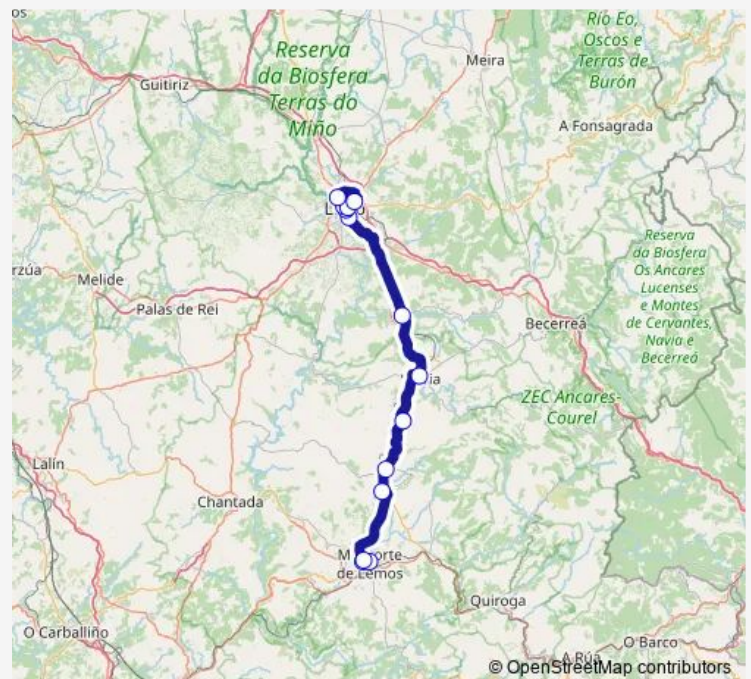 os
Guitiriz
Reserva
da Biosfera
Terras do
Miño
Meira
Río Eo,
Oscos e
Terras de
Burón
A Fonsagrada
rzúa
Melide
Palas de Rei
Becerreá
Reserva
da Biosfera
Os Ancares
Lucenses
e Montes
de Cervantes,
Navia e
Becerreá
ZEC Ancares-
Courel
Lalín
Chantada
de Lemos
Quiroga
O Carballiño
O Barco
A Rúa
© OpenStreetMap contributors